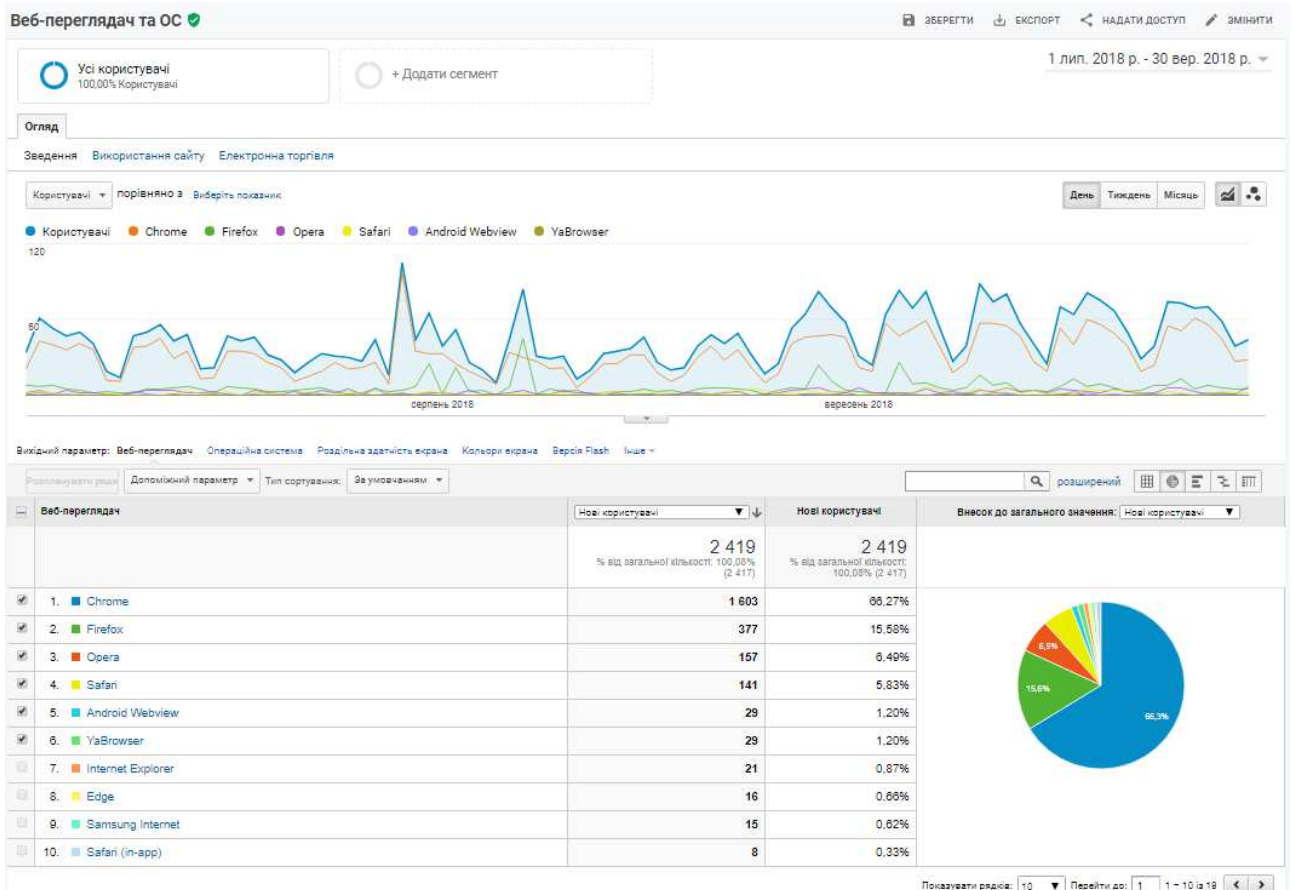 Веб-переглядач та ОС
ЗБЕРЕГТИ ЕКСПОРТ НАДАТИ ДОСТУП ЗМІНИТИ
Усі користувачі
100,00% Користувачі
+ Додати сегмент
1 лип. 2018 р. - 30 вер. 2018 р.
Огляд
Зведення Використання сайту Електронна торгівля
Користувачі порівняно з Виберіть показник
День Тиждень Місяць
Користувачі Chrome Firefox Opera Safari Android Webview YaBrowser
120
60
серпень 2018 вересень 2018
Вихідний параметр: Веб-переглядач Операційна система Роздільна здатність екрана Кольори екрана Версія Flash Інше
Допоміжний параметр Тип сортування: За умовчанням розширений
Веб-переглядач Нові користувачі Нові користувачі Внесок до загального значення: Нові користувачі
2 419 2 419
% від загальної кількості: 100,08% (2 417) % від загальної кількості: 100,08% (2 417)
1. Chrome 1 603 66,27%
2. Firefox 377 15,58%
3. Opera 157 6,49%
4. Safari 141 5,83%
5. Android Webview 29 1,20%
6. YaBrowser 29 1,20%
7. Internet Explorer 21 0,87%
8. Edge 16 0,66%
9. Samsung Internet 15 0,62%
10. Safari (in-app) 8 0,33%
6,5%
15,6%
66,3%
Показувати рядків: 10 Перейти до: 1 1 - 10 із 19